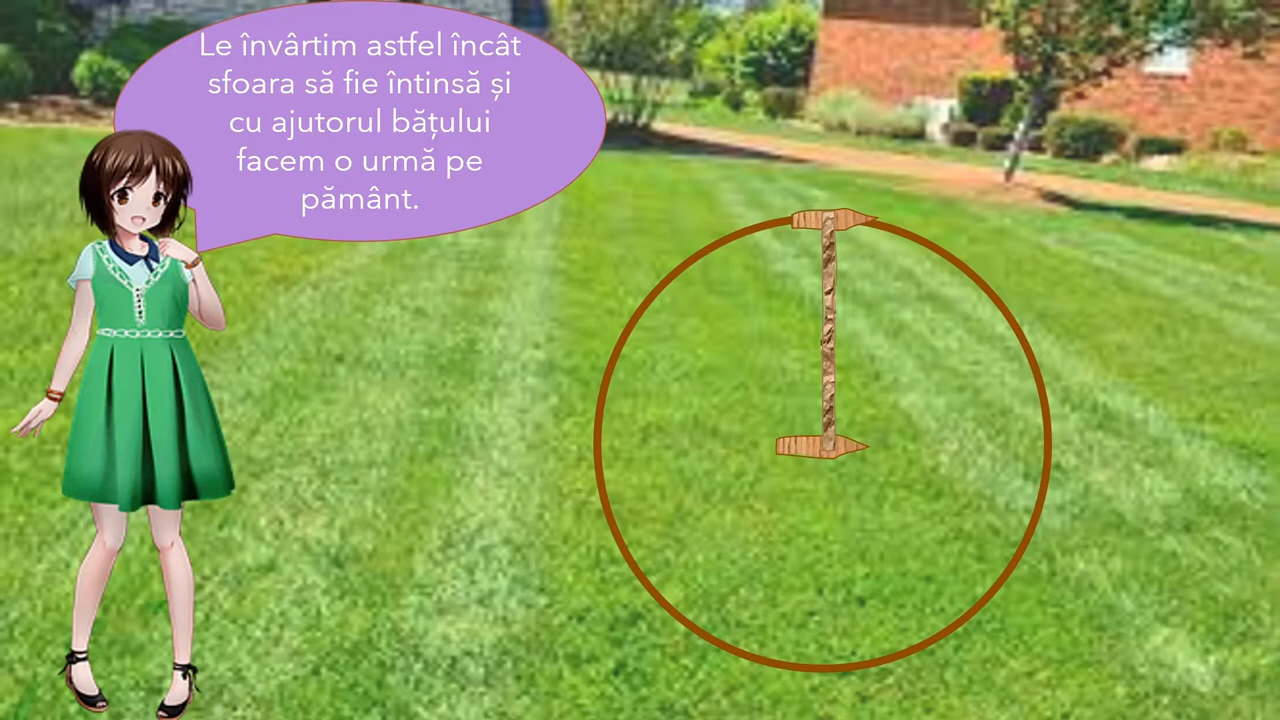 Le învârtim astfel încât
sfoara să fie întinsă și
cu ajutorul bățului
facem o urmă pe
pământ.